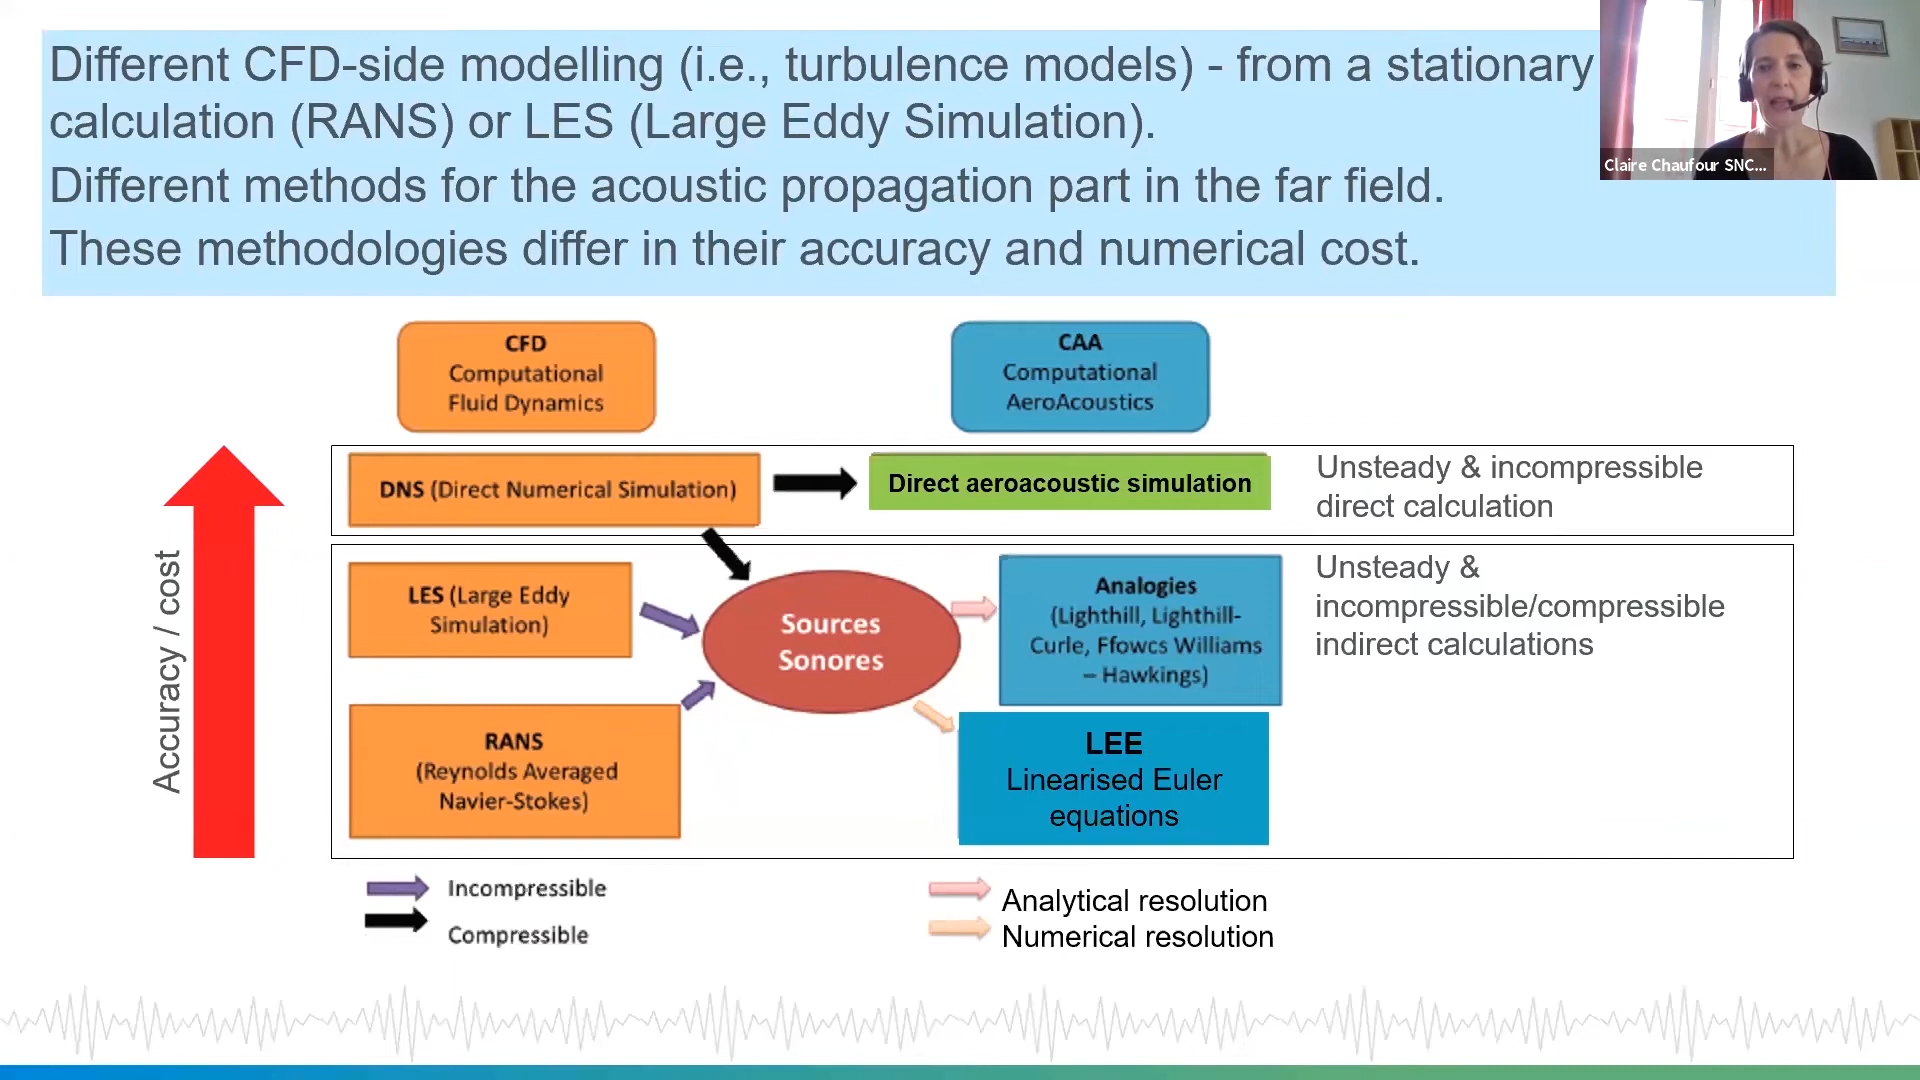 Different CFD-side modelling (i.e., turbulence models) - from a stationary
calculation (RANS) or LES (Large Eddy Simulation).
Different methods for the acoustic propagation part in the far field.
These methodologies differ in their accuracy and numerical cost.
Claire Chaufour SNC...
CFD
Computational
Fluid Dynamics
CAA
Computational
AeroAcoustics
Accuracy / cost
DNS (Direct Numerical Simulation)
Direct aeroacoustic simulation
Unsteady & incompressible
direct calculation
LES (Large Eddy
Simulation)
Sources
Sonores
Analogies
(Lighthill, Lighthill-
Curle, Ffowcs Williams
– Hawkings)
Unsteady &
incompressible/compressible
indirect calculations
RANS
(Reynolds Averaged
Navier-Stokes)
LEE
Linearised Euler
equations
Incompressible
Compressible
Analytical resolution
Numerical resolution